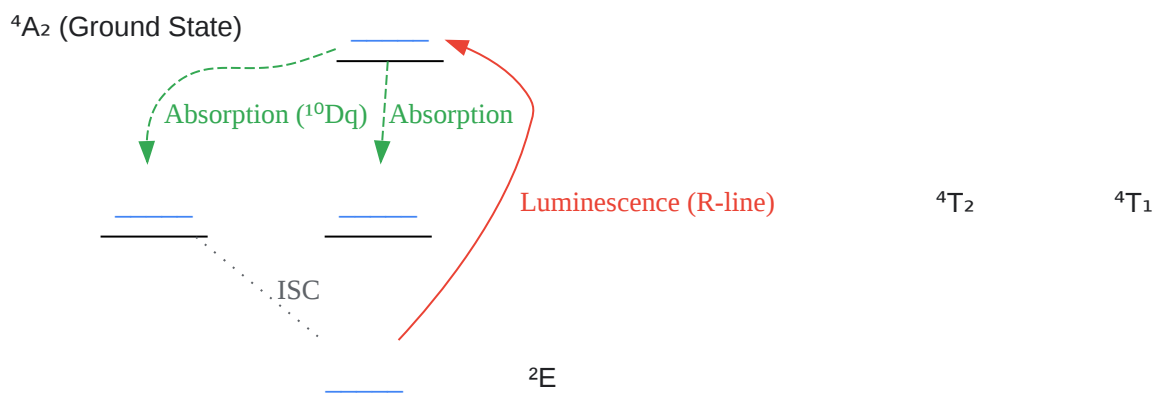 ⁴A₂ (Ground State)
Absorption (¹⁰Dq)
Absorption
Luminescence (R-line)
⁴T₂
⁴T₁
ISC
²E